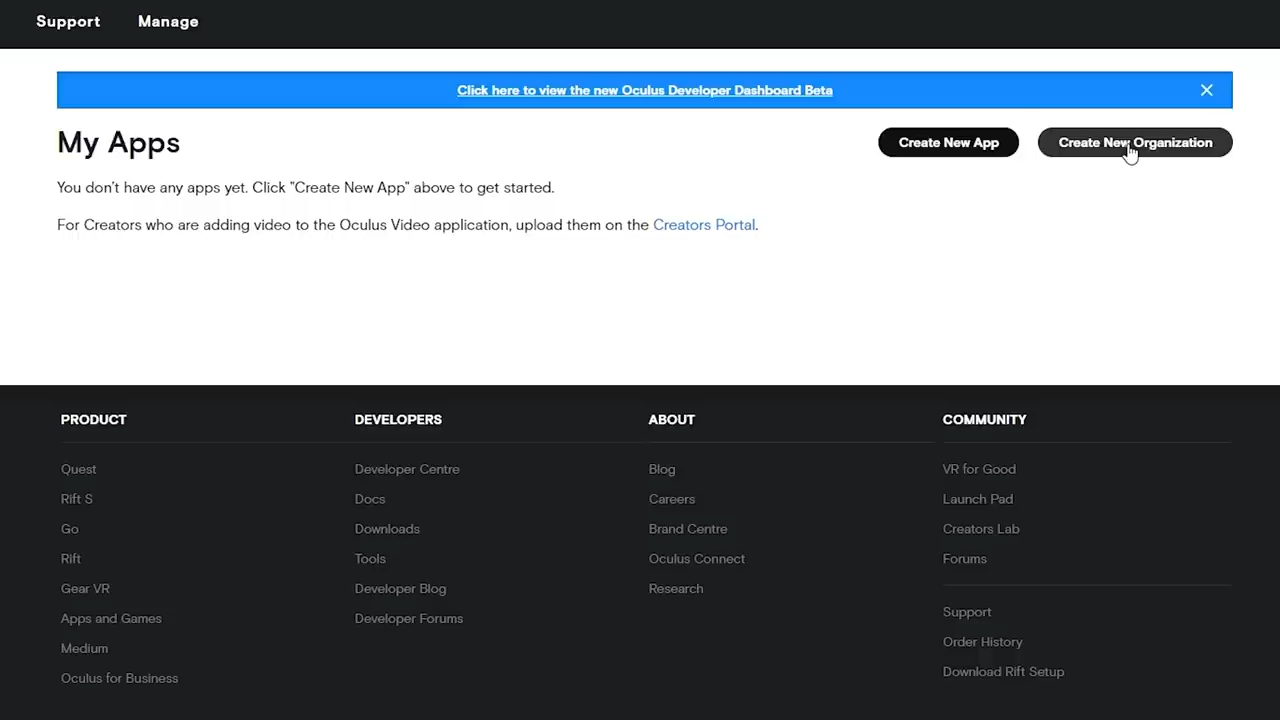 Support Manage
Click here to view the new Oculus Developer Dashboard Beta
My Apps
Create New App
Create New Organization
You don't have any apps yet. Click "Create New App" above to get started.
For Creators who are adding video to the Oculus Video application, upload them on the Creators Portal.
PRODUCT
Quest
Rift S
Go
Rift
Gear VR
Apps and Games
Medium
Oculus for Business
DEVELOPERS
Developer Centre
Docs
Downloads
Tools
Developer Blog
Developer Forums
ABOUT
Blog
Careers
Brand Centre
Oculus Connect
Research
COMMUNITY
VR for Good
Launch Pad
Creators Lab
Forums
Support
Order History
Download Rift Setup